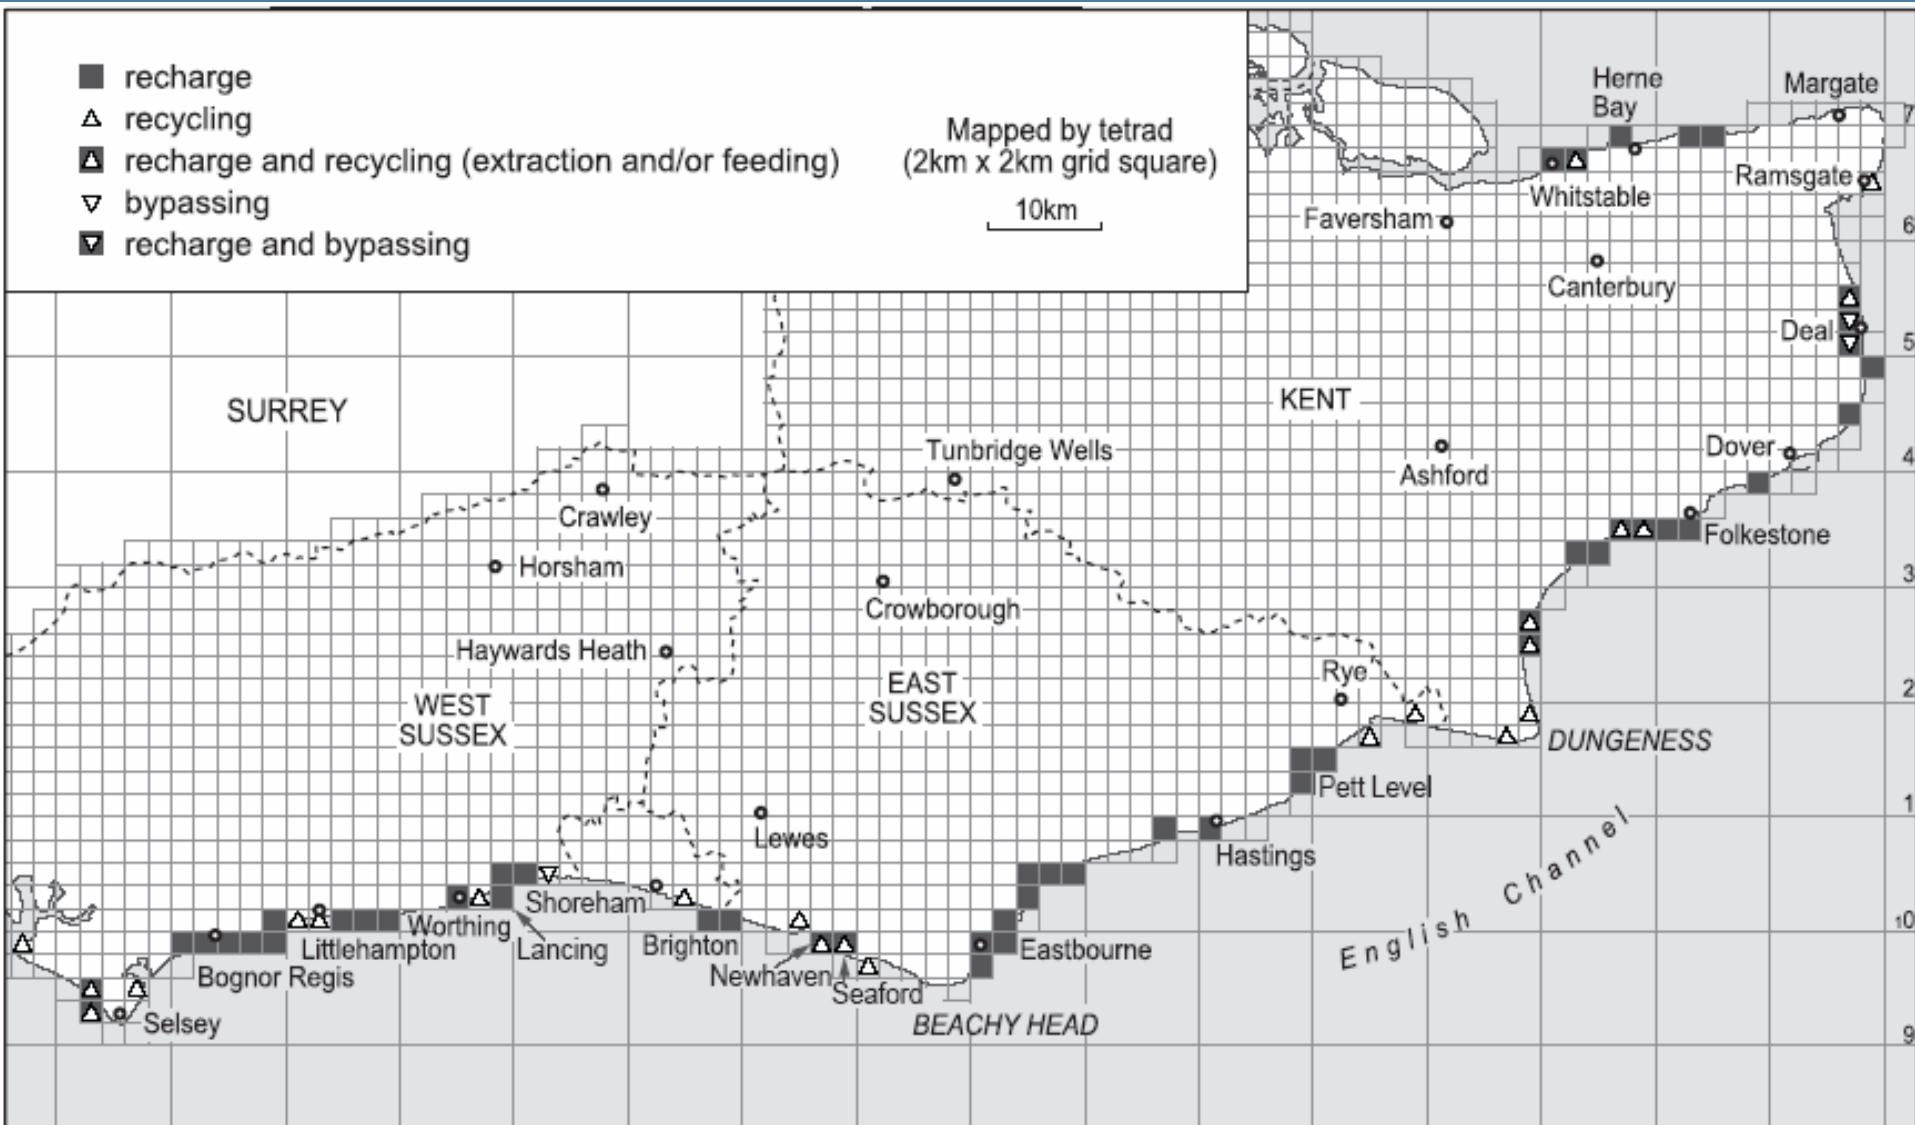 recharge
recycling
recharge and recycling (extraction and/or feeding)
bypassing
recharge and bypassing
Mapped by tetrad
(2km x 2km grid square)
10km
Herne
Bay
Margate
7
Whitstable
Ramsgate
Faversham
6
Canterbury
Deal
5
SURREY
KENT
Tunbridge Wells
Dover
4
Ashford
Crawley
Folkestone
Horsham
3
Crowborough
Haywards Heath
Rye
EAST
SUSSEX
2
WEST
SUSSEX
DUNGENESS
Pett Level
1
Lewes
Hastings
English Channel
Shoreham
Worthing
10
Littlehampton
Lancing
Brighton
Eastbourne
Bognor Regis
Newhaven
Seaford
Selsey
BEACHY HEAD
9